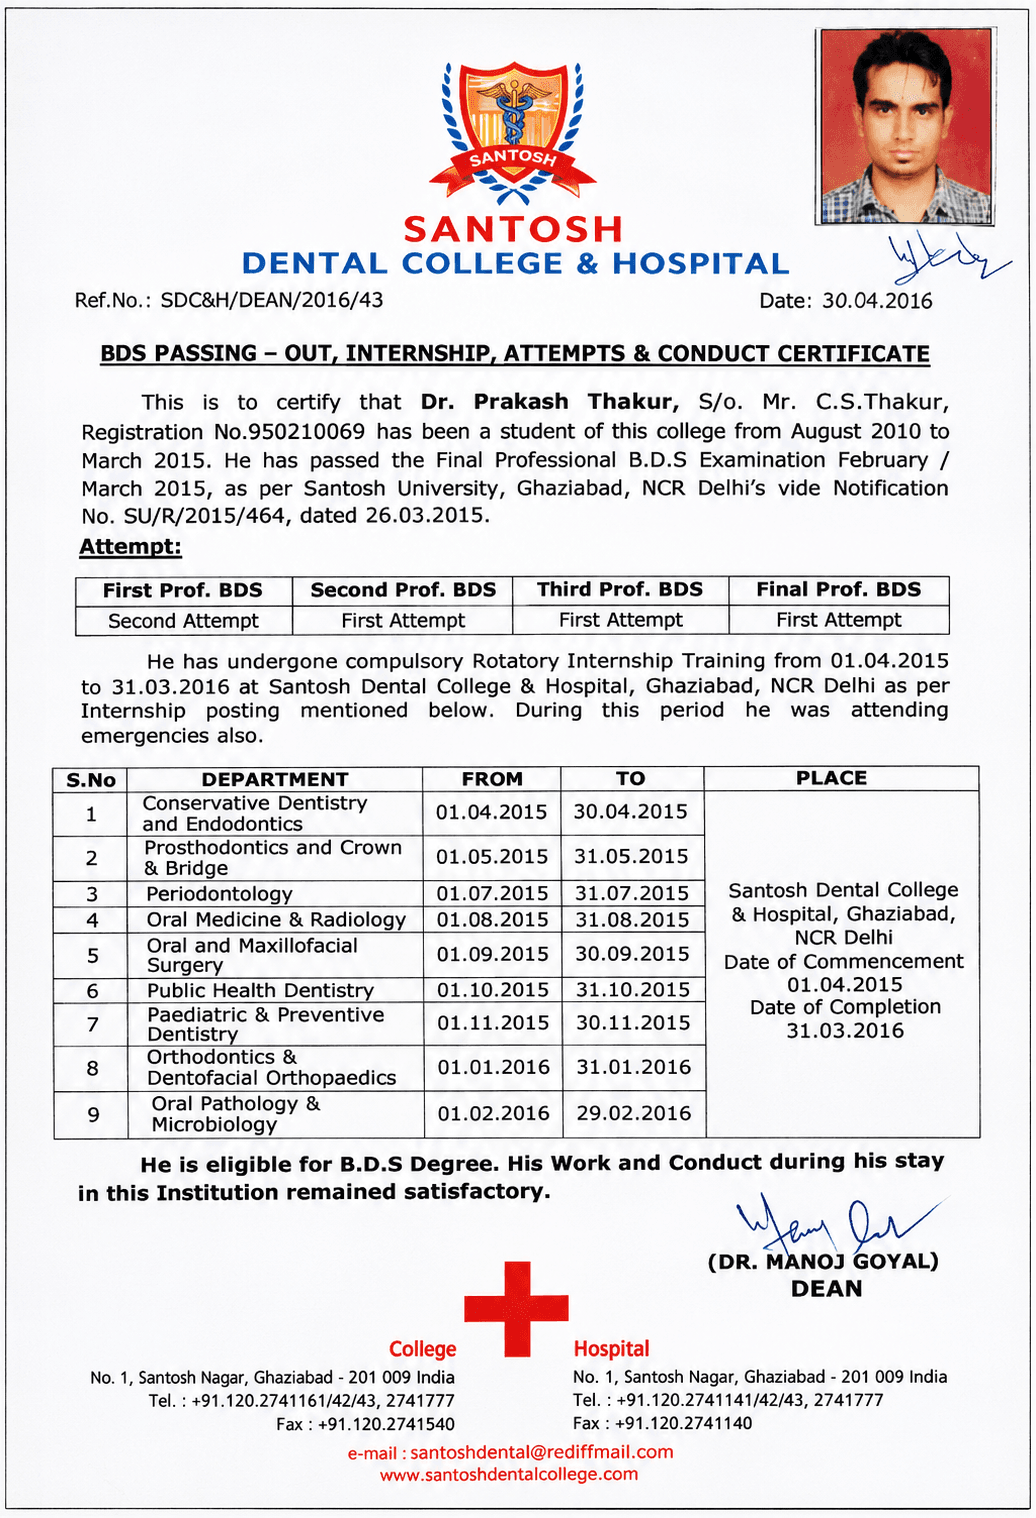 SANTOSH
SANTOSH
DENTAL COLLEGE & HOSPITAL
Ref.No.: SDC&H/DEAN/2016/43 Date: 30.04.2016
BDS PASSING – OUT, INTERNSHIP, ATTEMPTS & CONDUCT CERTIFICATE
This is to certify that Dr. Prakash Thakur, S/o. Mr. C.S.Thakur,
Registration No.950210069 has been a student of this college from August 2010 to
March 2015. He has passed the Final Professional B.D.S Examination February /
March 2015, as per Santosh University, Ghaziabad, NCR Delhi's vide Notification
No. SU/R/2015/464, dated 26.03.2015.
Attempt:
First Prof. BDS Second Prof. BDS Third Prof. BDS Final Prof. BDS
Second Attempt First Attempt First Attempt First Attempt
He has undergone compulsory Rotatory Internship Training from 01.04.2015
to 31.03.2016 at Santosh Dental College & Hospital, Ghaziabad, NCR Delhi as per
Internship posting mentioned below. During this period he was attending
emergencies also.
S.No DEPARTMENT FROM TO PLACE
1 Conservative Dentistry and Endodontics 01.04.2015 30.04.2015
2 Prosthodontics and Crown & Bridge 01.05.2015 31.05.2015
3 Periodontology 01.07.2015 31.07.2015
4 Oral Medicine & Radiology 01.08.2015 31.08.2015
5 Oral and Maxillofacial Surgery 01.09.2015 30.09.2015
6 Public Health Dentistry 01.10.2015 31.10.2015
7 Paediatric & Preventive Dentistry 01.11.2015 30.11.2015
8 Orthodontics & Dentofacial Orthopaedics 01.01.2016 31.01.2016
9 Oral Pathology & Microbiology 01.02.2016 29.02.2016
Santosh Dental College
& Hospital, Ghaziabad,
NCR Delhi
Date of Commencement
01.04.2015
Date of Completion
31.03.2016
He is eligible for B.D.S Degree. His Work and Conduct during his stay
in this Institution remained satisfactory.
(DR. MANOJ GOYAL)
DEAN
College
No. 1, Santosh Nagar, Ghaziabad - 201 009 India
Tel. : +91.120.2741161/42/43, 2741777
Fax : +91.120.2741540
Hospital
No. 1, Santosh Nagar, Ghaziabad - 201 009 India
Tel. : +91.120.2741141/42/43, 2741777
Fax : +91.120.2741140
e-mail : santoshdental@rediffmail.com
www.santoshdentalcollege.com